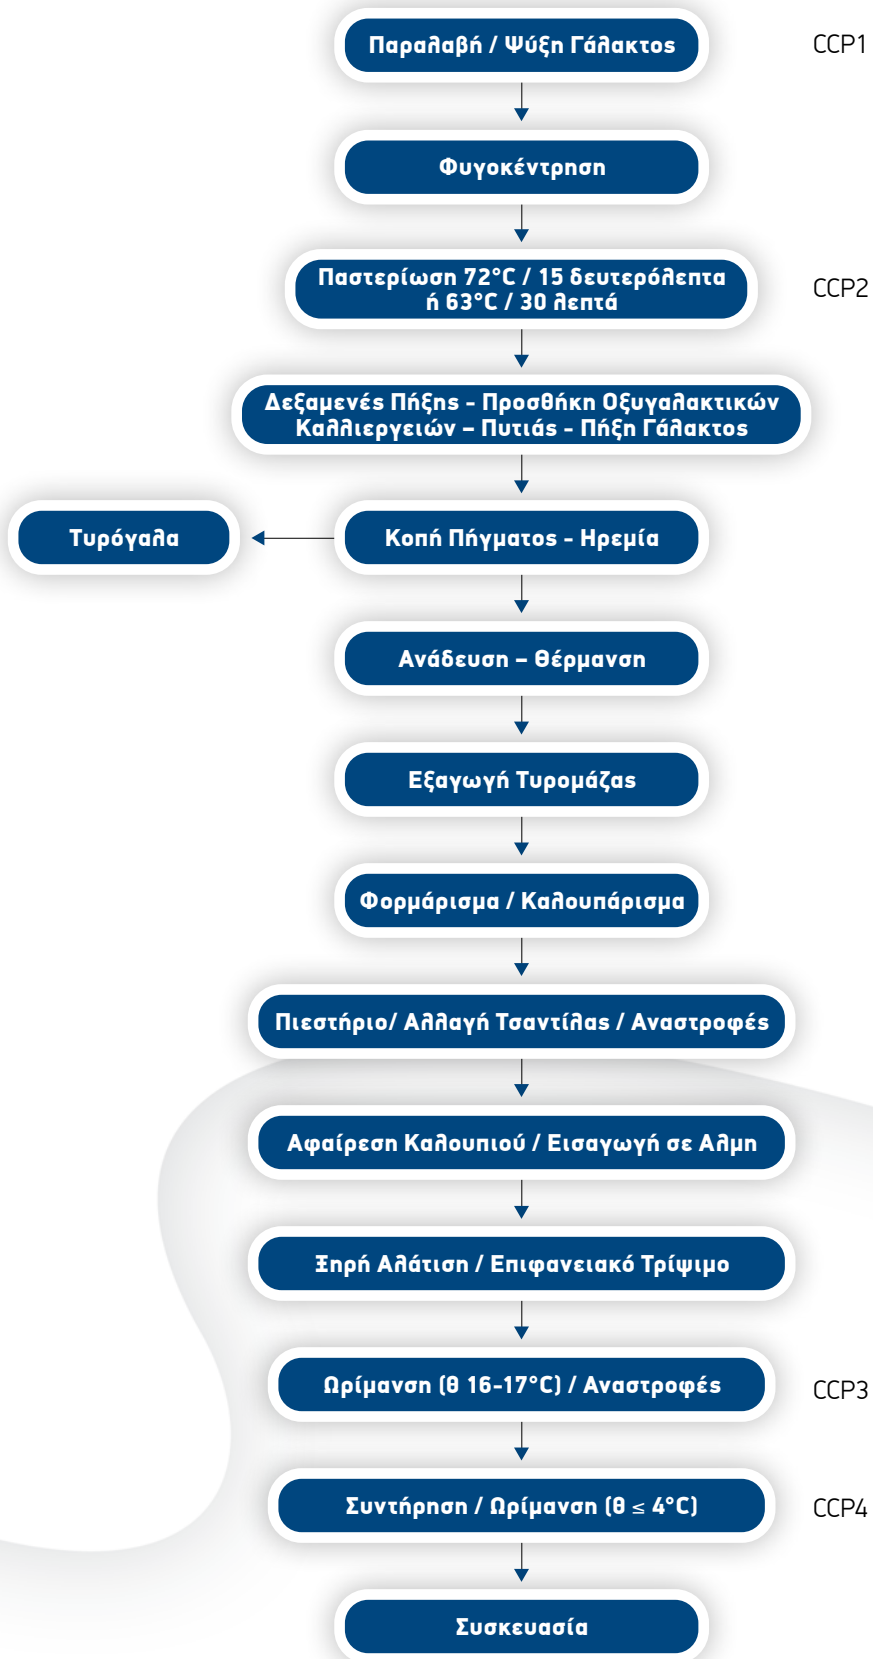 Παραλαβή / Ψύξη Γάλακτος
CCP1
Φυγοκέντρηση
Παστερίωση 72°C / 15 δευτερόλεπτα
ή 63°C / 30 λεπτά
CCP2
Δεξαμενές Πήξης - Προσθήκη Οξυγαλακτικών
Καλλιεργειών – Πυτιάς - Πήξη Γάλακτος
Τυρόγαλα
Κοπή Πήγματος - Ηρεμία
Ανάδευση – Θέρμανση
Εξαγωγή Τυρομάζας
Φορμάρισμα / Καλουπάρισμα
Πιεστήριο/ Αλλαγή Τσαντίλας / Αναστροφές
Αφαίρεση Καλουπιού / Εισαγωγή σε Αλμη
Ξηρή Αλάτιση / Επιφανειακό Τρίψιμο
Ωρίμανση (θ 16-17°C) / Αναστροφές
CCP3
Συντήρηση / Ωρίμανση (θ ≤ 4°C)
CCP4
Συσκευασία